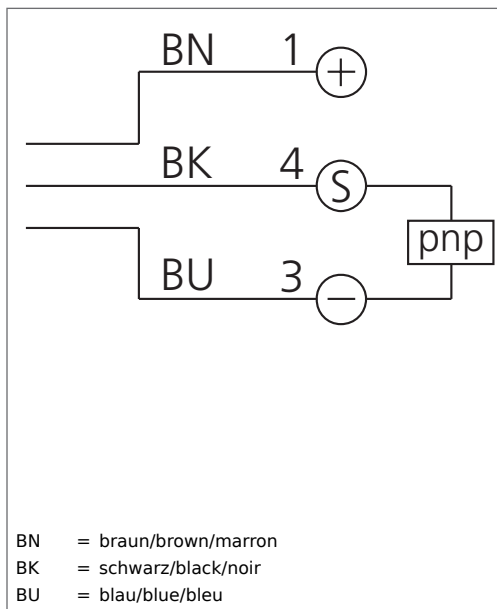 BN 1 +
BK 4 S
pnp
BU 3 −
BN = braun/brown/marron
BK = schwarz/black/noir
BU = blau/blue/bleu